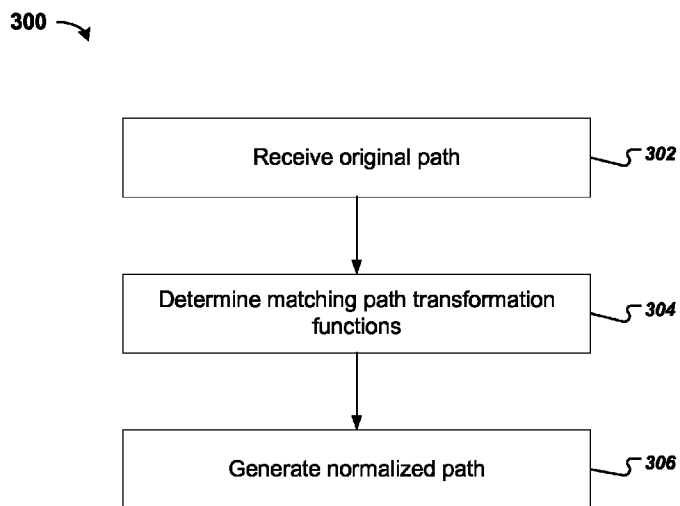 300
Receive original path
302
Determine matching path transformation
functions
304
Generate normalized path
306